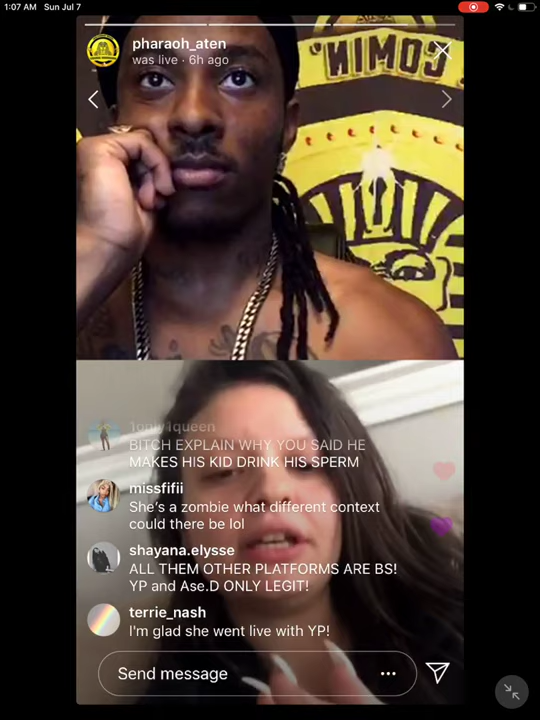 1:07 AM Sun Jul 7
pharaoh_aten
was live · 6h ago
COMIN'
1only1queen
BITCH EXPLAIN WHY YOU SAID HE
MAKES HIS KID DRINK HIS SPERM
missfifii
She's a zombie what different context
could there be lol
shayana.elysse
ALL THEM OTHER PLATFORMS ARE BS!
YP and Ase.D ONLY LEGIT!
terrie_nash
I'm glad she went live with YP!
Send message